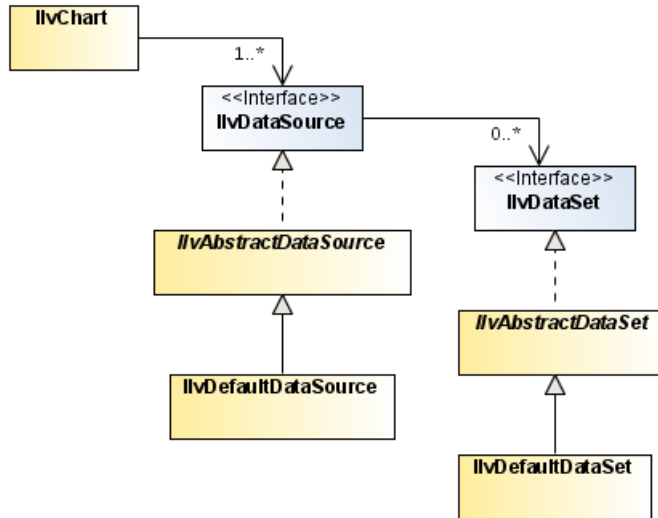 IlvChart
1..*
<<Interface>>
IlvDataSource
0..*
<<Interface>>
IlvDataSet
IlvAbstractDataSource
IlvAbstractDataSet
IlvDefaultDataSource
IlvDefaultDataSet